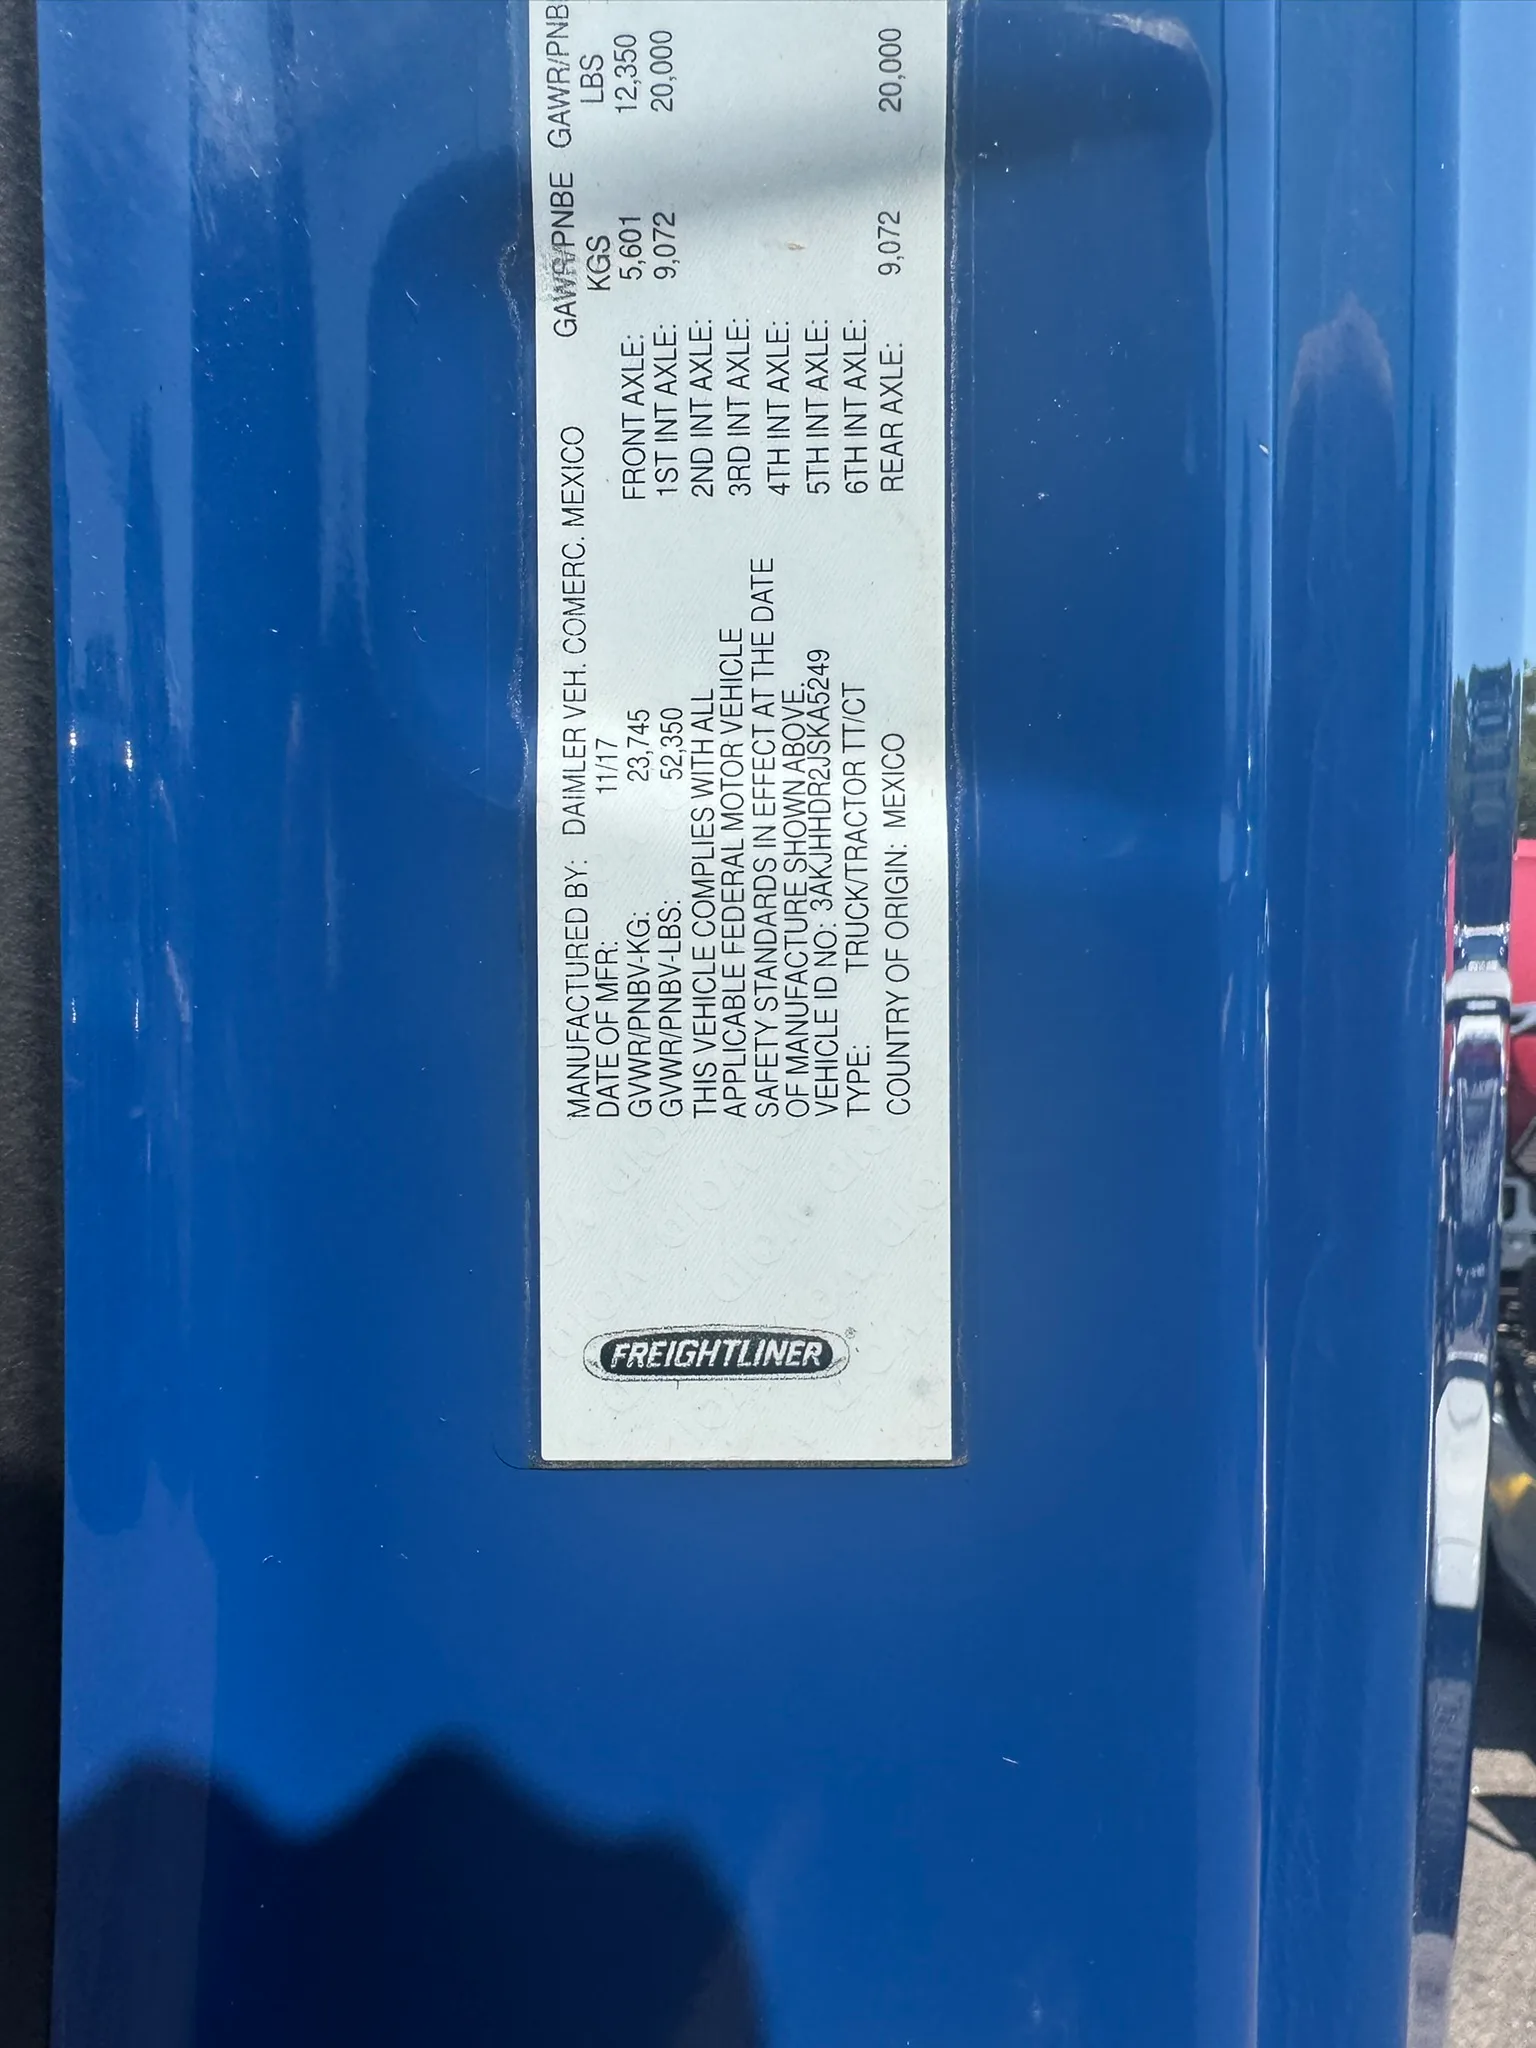 FREIGHTLINER®
MANUFACTURED BY: DAIMLER VEH. COMERC. MEXICO
DATE OF MFR: 11/17
GVWR/PNBV-KG: 23,745
GVWR/PNBV-LBS: 52,350
THIS VEHICLE COMPLIES WITH ALL
APPLICABLE FEDERAL MOTOR VEHICLE
SAFETY STANDARDS IN EFFECT AT THE DATE
OF MANUFACTURE SHOWN ABOVE.
VEHICLE ID NO: 3AKJHHDR2JSKA5249
TYPE: TRUCK/TRACTOR TT/CT
COUNTRY OF ORIGIN: MEXICO
GAWR/PNBE GAWR/PNB
KGS LBS
FRONT AXLE: 5,601 12,350
1ST INT AXLE: 9,072 20,000
2ND INT AXLE:
3RD INT AXLE:
4TH INT AXLE:
5TH INT AXLE:
6TH INT AXLE:
REAR AXLE: 9,072 20,000